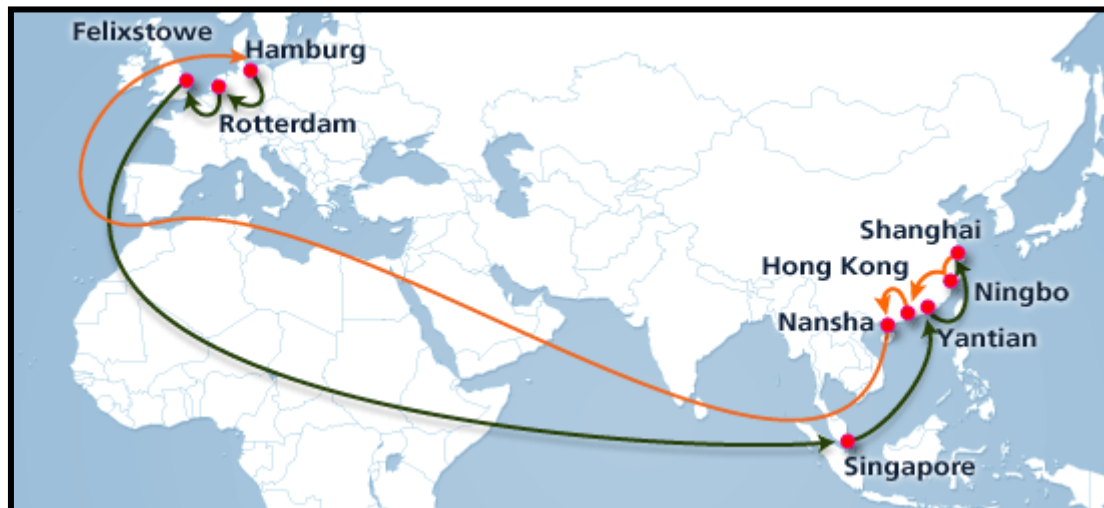 Felixstowe
Hamburg
Rotterdam
Shanghai
Hong Kong
Ningbo
Nansha
Yantian
Singapore